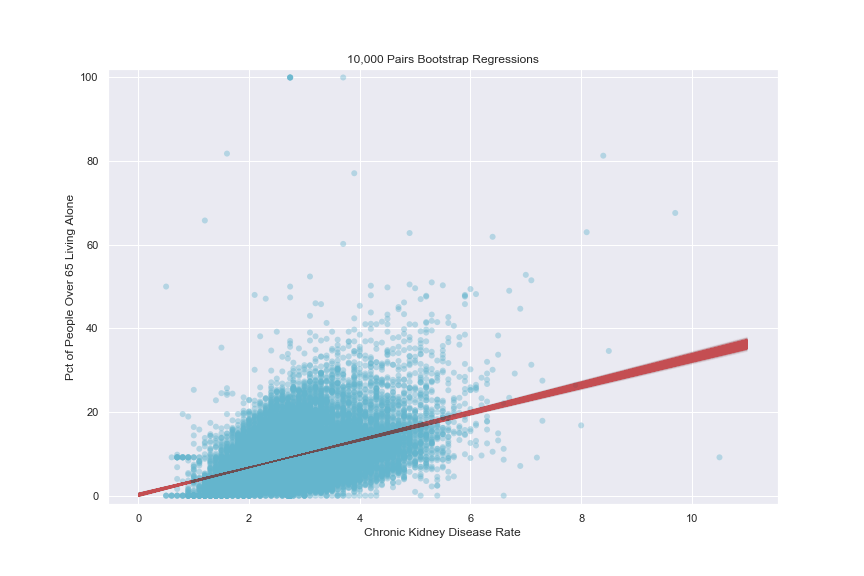 10,000 Pairs Bootstrap Regressions
Pct of People Over 65 Living Alone
100
80
60
40
20
0
0 2 4 6 8 10
Chronic Kidney Disease Rate